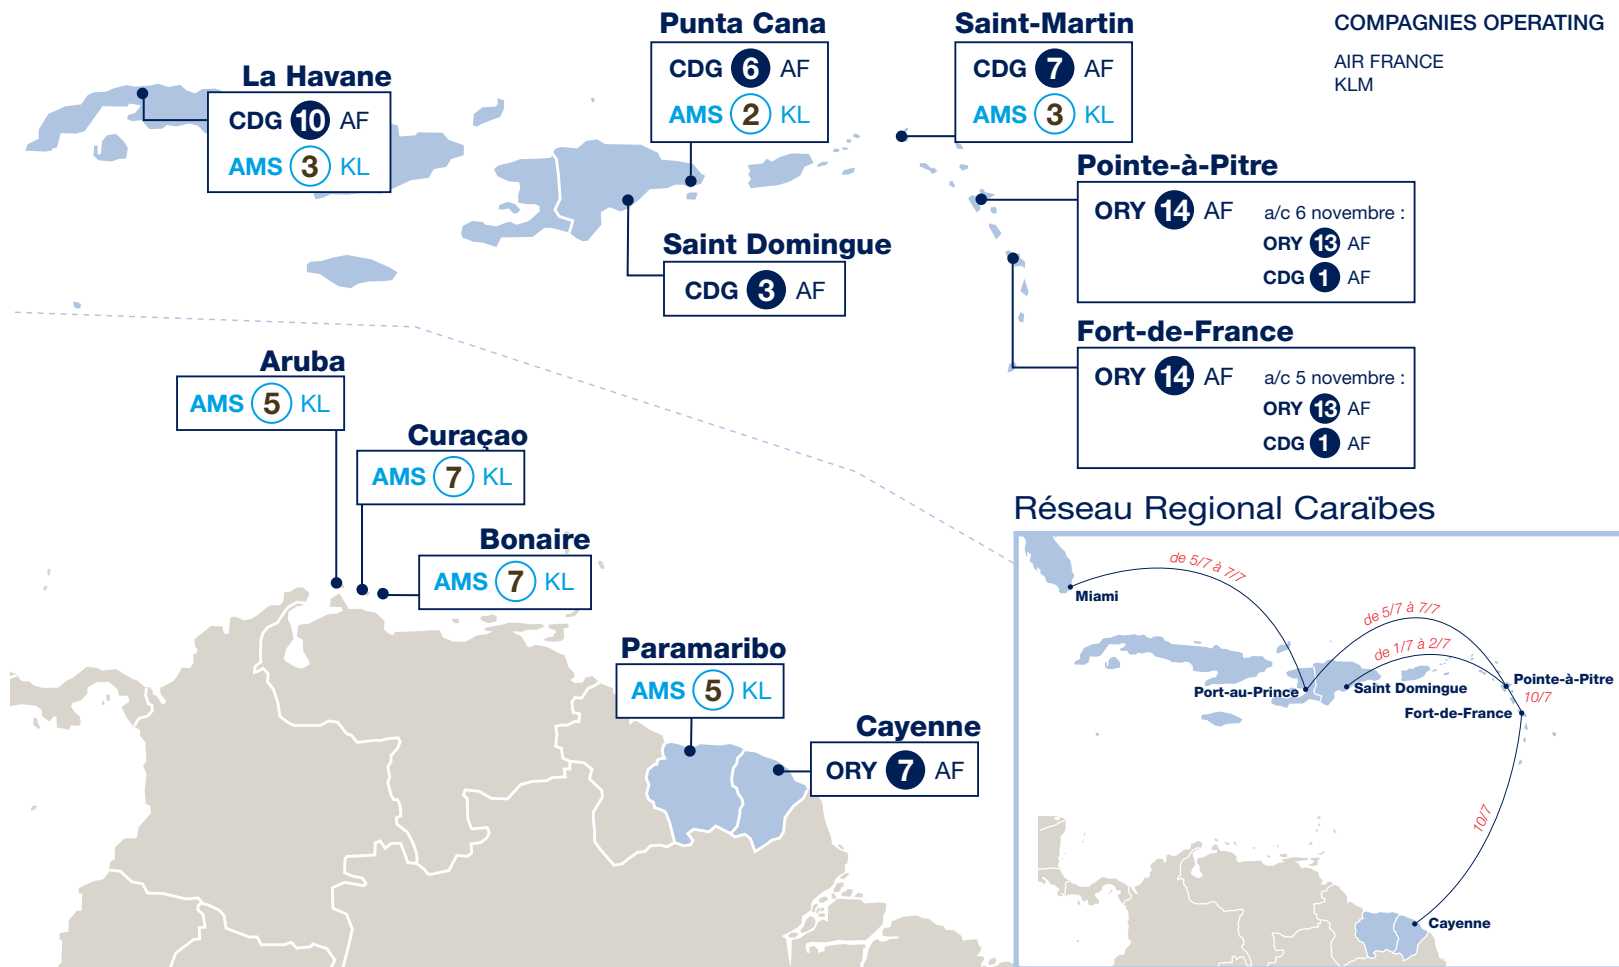 COMPAGNIES OPERATING
AIR FRANCE
KLM
La Havane
CDG 10 AF
AMS 3 KL
Punta Cana
CDG 6 AF
AMS 2 KL
Saint-Martin
CDG 7 AF
AMS 3 KL
Saint Domingue
CDG 3 AF
Pointe-à-Pitre
ORY 14 AF
a/c 6 novembre :
ORY 13 AF
CDG 1 AF
Fort-de-France
ORY 14 AF
a/c 5 novembre :
ORY 13 AF
CDG 1 AF
Aruba
AMS 5 KL
Curaçao
AMS 7 KL
Bonaire
AMS 7 KL
Paramaribo
AMS 5 KL
Cayenne
ORY 7 AF
Réseau Regional Caraïbes
de 5/7 à 7/7
Miami
de 5/7 à 7/7
de 1/7 à 2/7
Port-au-Prince
Saint Domingue
Pointe-à-Pitre
10/7
Fort-de-France
10/7
Cayenne